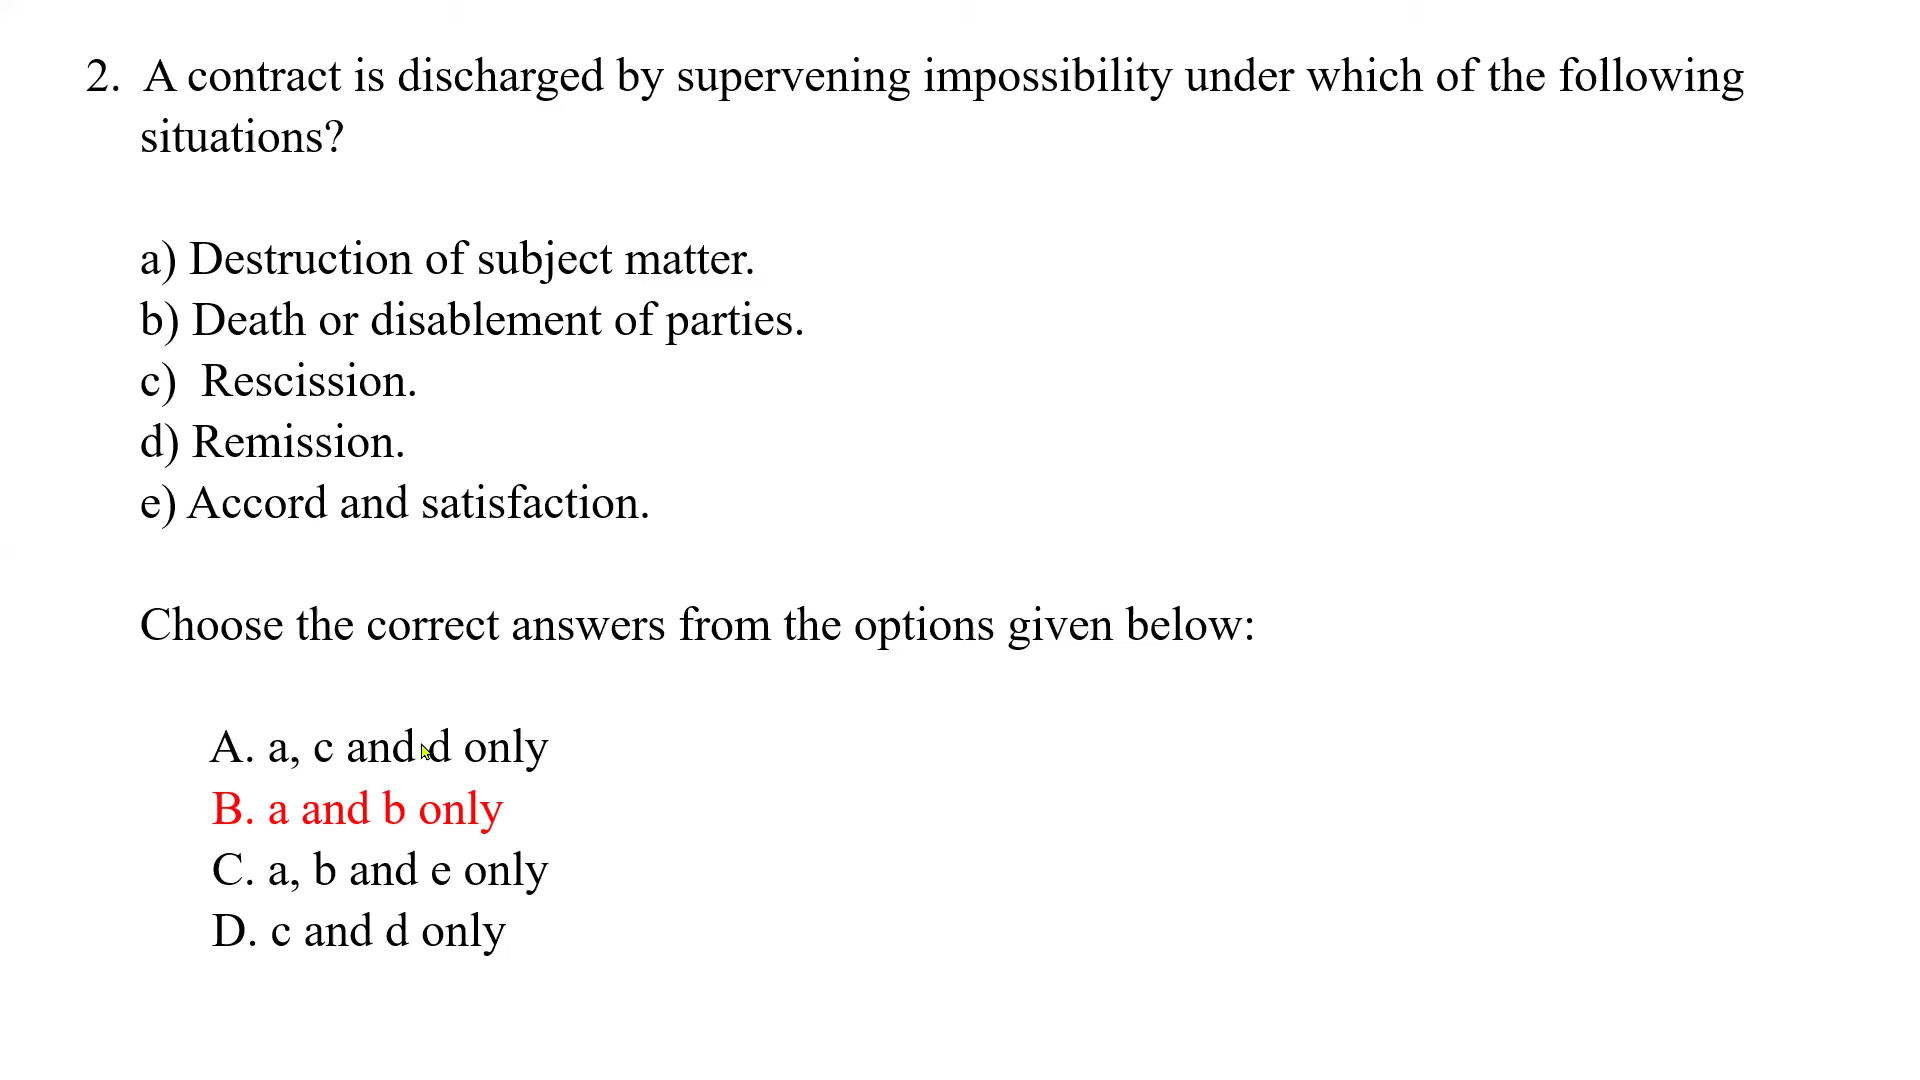 2. A contract is discharged by supervening impossibility under which of the following
situations?
a) Destruction of subject matter.
b) Death or disablement of parties.
c) Rescission.
d) Remission.
e) Accord and satisfaction.
Choose the correct answers from the options given below:
A. a, c and d only
B. a and b only
C. a, b and e only
D. c and d only